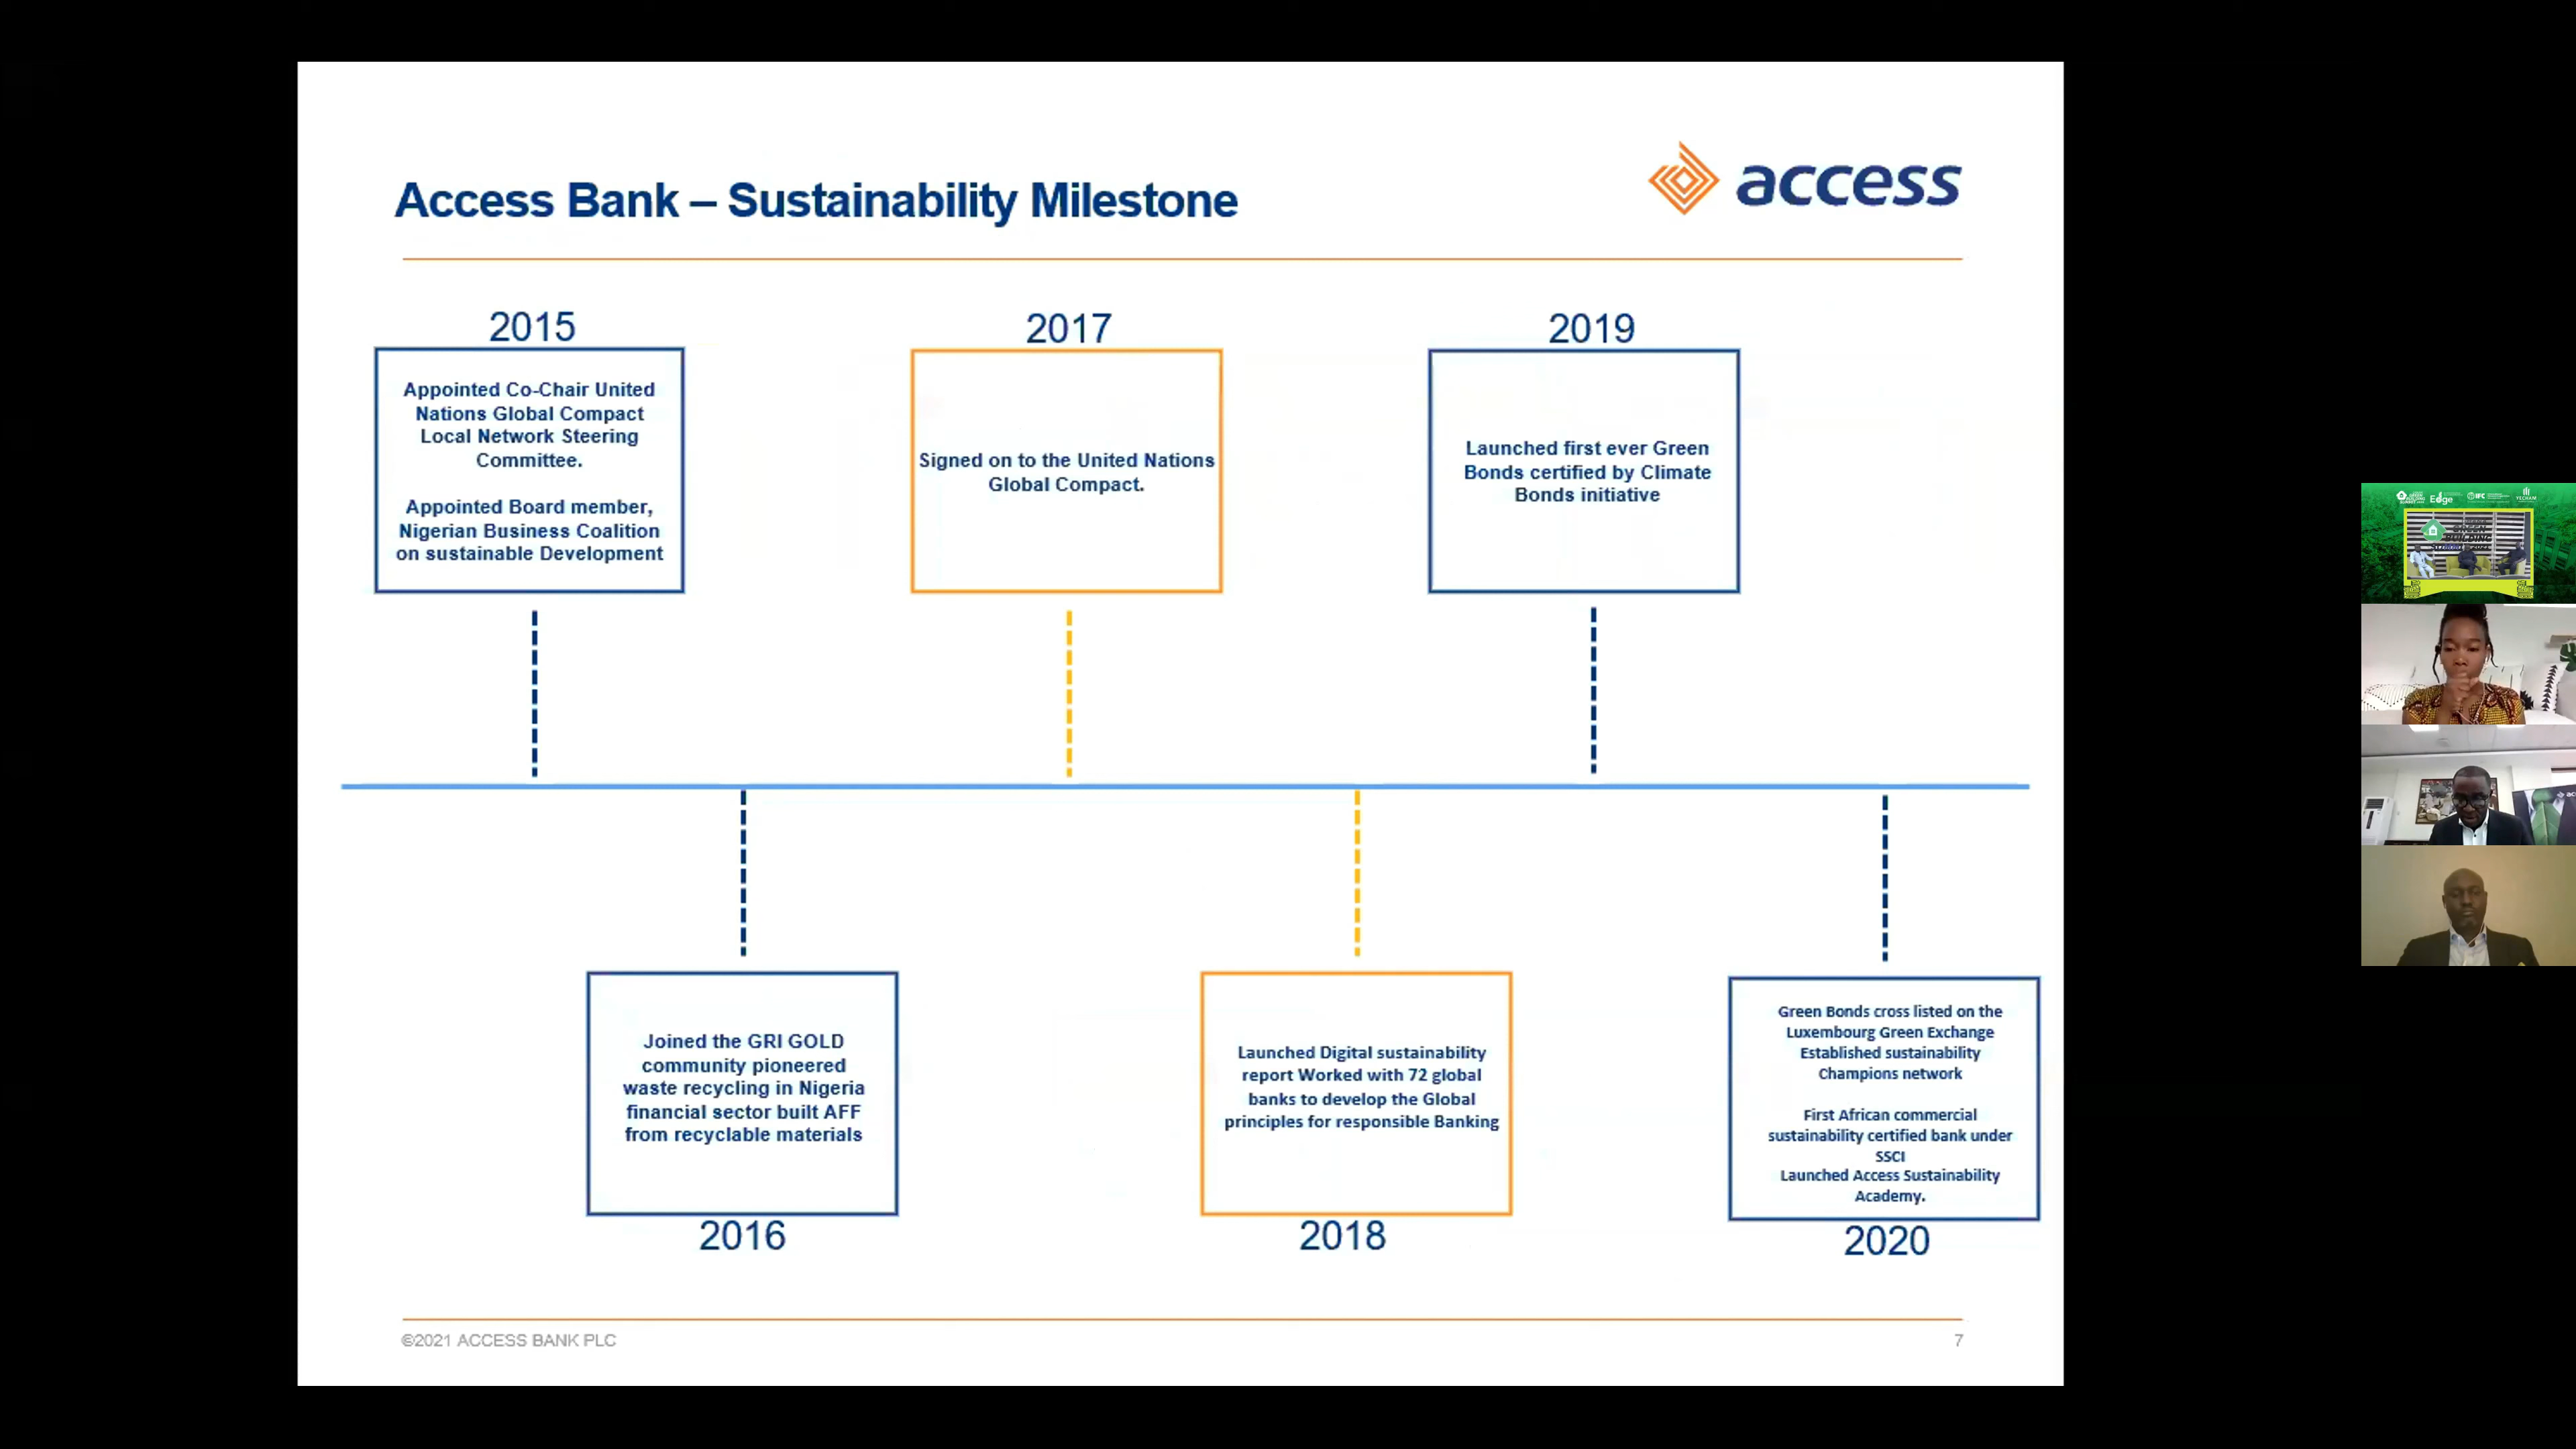 Access Bank – Sustainability Milestone
access
2015
Appointed Co-Chair United
Nations Global Compact
Local Network Steering
Committee.
Appointed Board member,
Nigerian Business Coalition
on sustainable Development
2017
Signed on to the United Nations
Global Compact.
2019
Launched first ever Green
Bonds certified by Climate
Bonds initiative
Joined the GRI GOLD
community pioneered
waste recycling in Nigeria
financial sector built AFF
from recyclable materials
2016
Launched Digital sustainability
report Worked with 72 global
banks to develop the Global
principles for responsible Banking
2018
Green Bonds cross listed on the
Luxembourg Green Exchange
Established sustainability
Champions network
First African commercial
sustainability certified bank under
SSCI
Launched Access Sustainability
Academy.
2020
©2021 ACCESS BANK PLC
7
Edge
IFC
GREEN
BUILDING